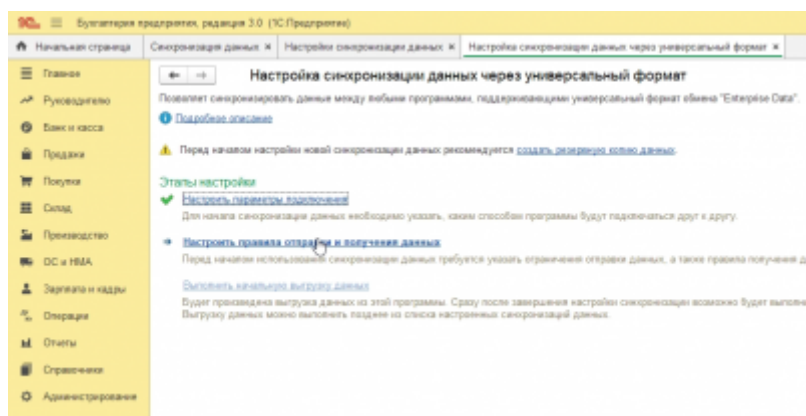 1С Бухгалтерия предприятия, редакция 3.0 (1С:Предприятие)
Начальная страница Синхронизация данных × Настройки синхронизации данных × Настройка синхронизации данных через универсальный формат ×
Главное
Руководителю
Банк и касса
Продажи
Покупки
Склад
Производство
ОС и НМА
Зарплата и кадры
Операции
Отчеты
Справочники
Администрирование
Настройка синхронизации данных через универсальный формат
Позволяет синхронизировать данные между любыми программами, поддерживающими универсальный формат обмена "Enterprise Data".
Подробное описание
Перед началом настройки новой синхронизации данных рекомендуется создать резервную копию данных.
Этапы настройки
Настроить параметры подключения
Для начала синхронизации данных необходимо указать, каким способом программы будут подключаться друг к другу.
Настроить правила отправки и получения данных
Перед началом использования синхронизации данных требуется указать ограничения отправки данных, а также правила получения д
Выполнить начальную выгрузку данных
Будет произведена выгрузка данных из этой программы. Сразу после завершения настройки синхронизации возможно будет выполне
Выгрузку данных можно выполнить позднее из списка настроенных синхронизаций данных.